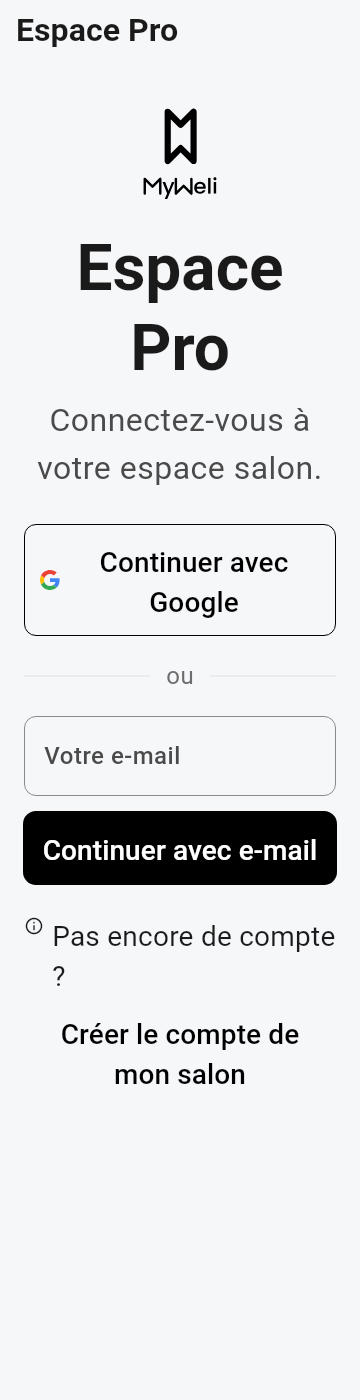 Espace Pro
MyWeli
Espace
Pro
Connectez-vous à
votre espace salon.
Continuer avec
Google
ou
Votre e-mail
Continuer avec e-mail
Pas encore de compte
?
Créer le compte de
mon salon